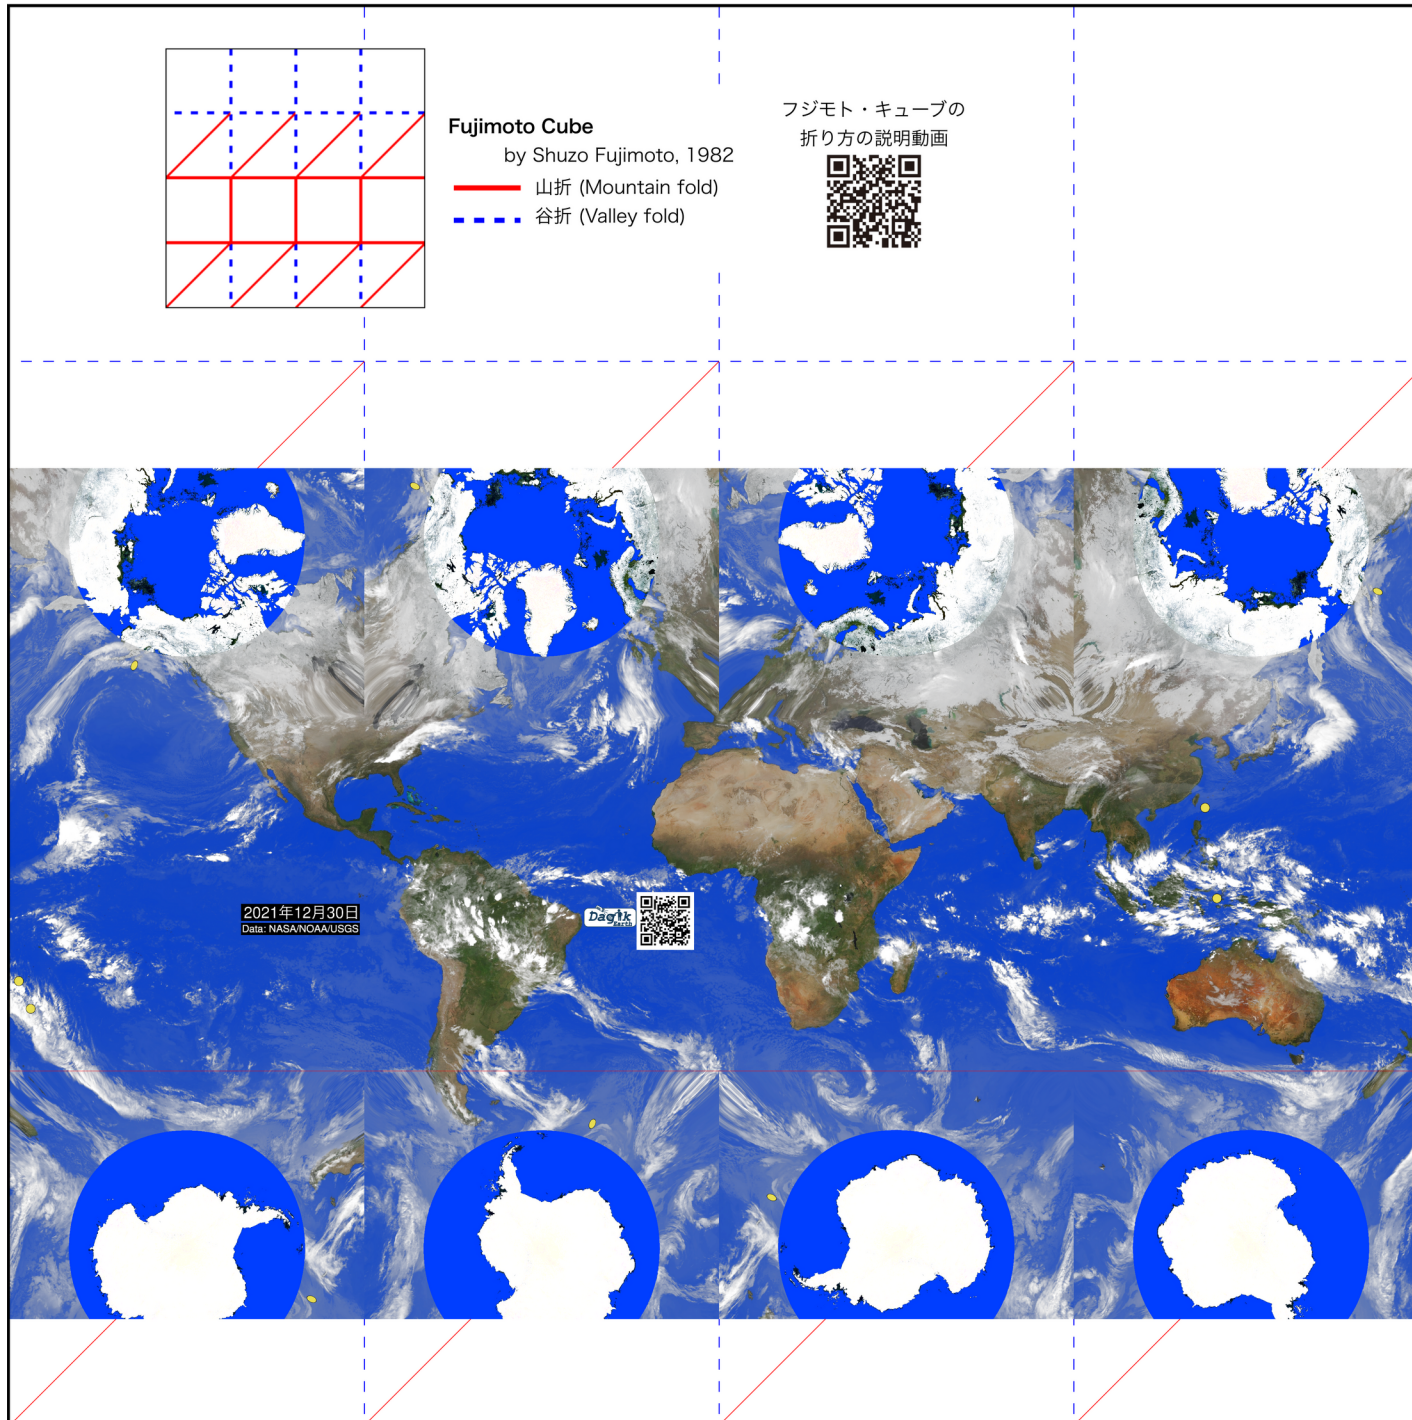 Fujimoto Cube
by Shuzo Fujimoto, 1982
山折 (Mountain fold)
谷折 (Valley fold)
フジモト・キューブの
折り方の説明動画
2021年12月30日
Data: NASA/NOAA/USGS
Dagik
Earth